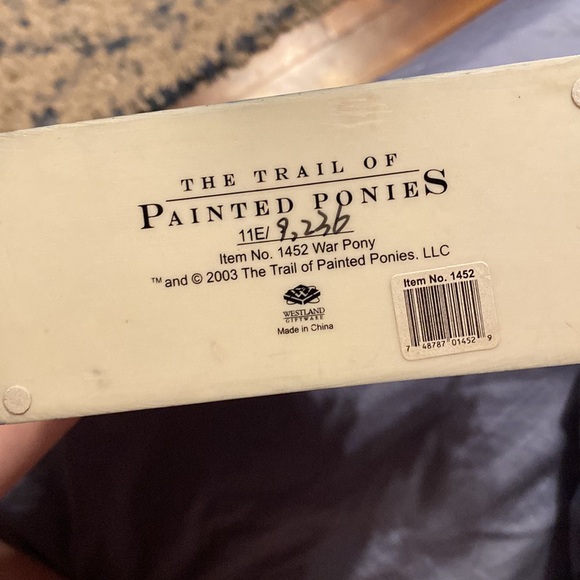 THE TRAIL OF
PAINTED PONIES
11E/ 9,236
Item No. 1452 War Pony
™ and © 2003 The Trail of Painted Ponies, LLC
WESTLAND
GIFTWARE
Made in China
Item No. 1452
7 48787 01452 9